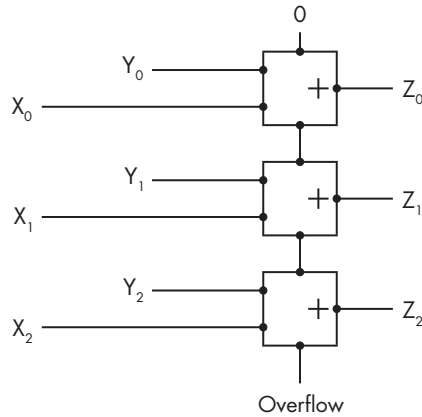 0
Y₀
X₀
+
Z₀
Y₁
X₁
+
Z₁
Y₂
X₂
+
Z₂
Overflow